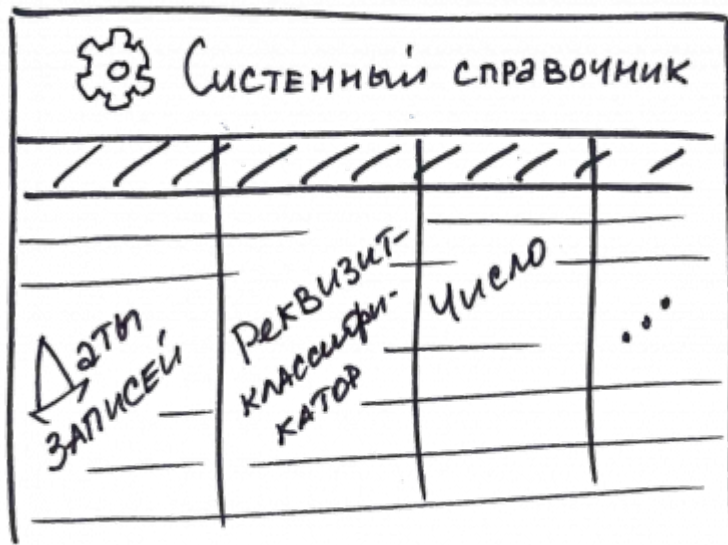 Системный справочник
Даты
записей
Реквизит-
классифи-
катор
Число
...